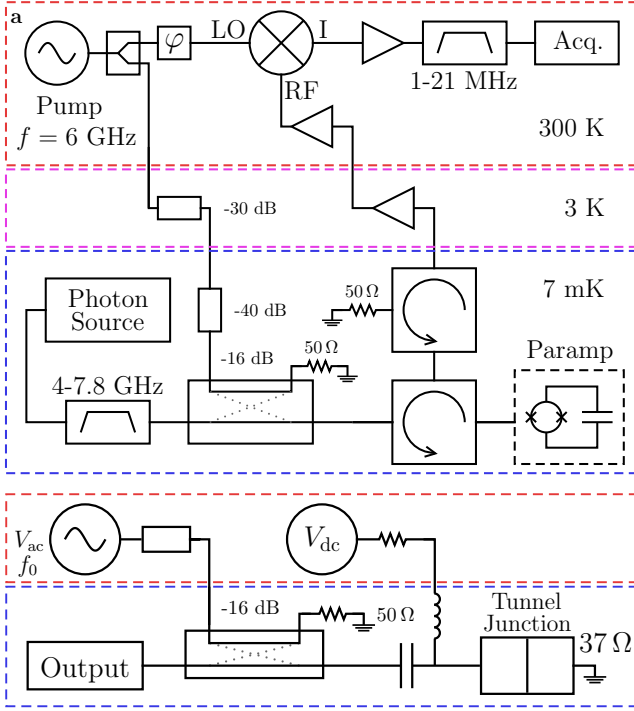 a
LO
I
φ
Acq.
RF
1-21 MHz
Pump
f = 6 GHz
300 K
-30 dB
3 K
Photon
Source
50 Ω
7 mK
-40 dB
-16 dB
50 Ω
Paramp
4-7.8 GHz
V_ac
f_0
V_dc
-16 dB
50 Ω
Tunnel
Junction
37 Ω
Output